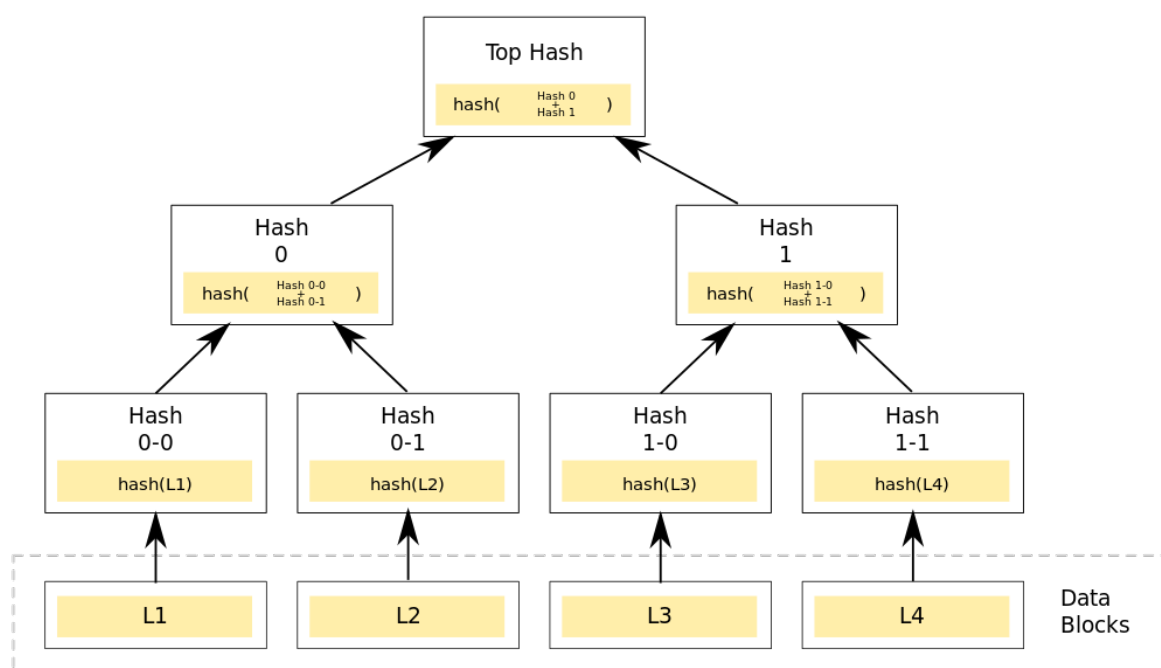 Top Hash
hash( Hash 0 + Hash 1 )
Hash
0
hash( Hash 0-0 + Hash 0-1 )
Hash
1
hash( Hash 1-0 + Hash 1-1 )
Hash
0-0
hash(L1)
Hash
0-1
hash(L2)
Hash
1-0
hash(L3)
Hash
1-1
hash(L4)
L1
L2
L3
L4
Data
Blocks